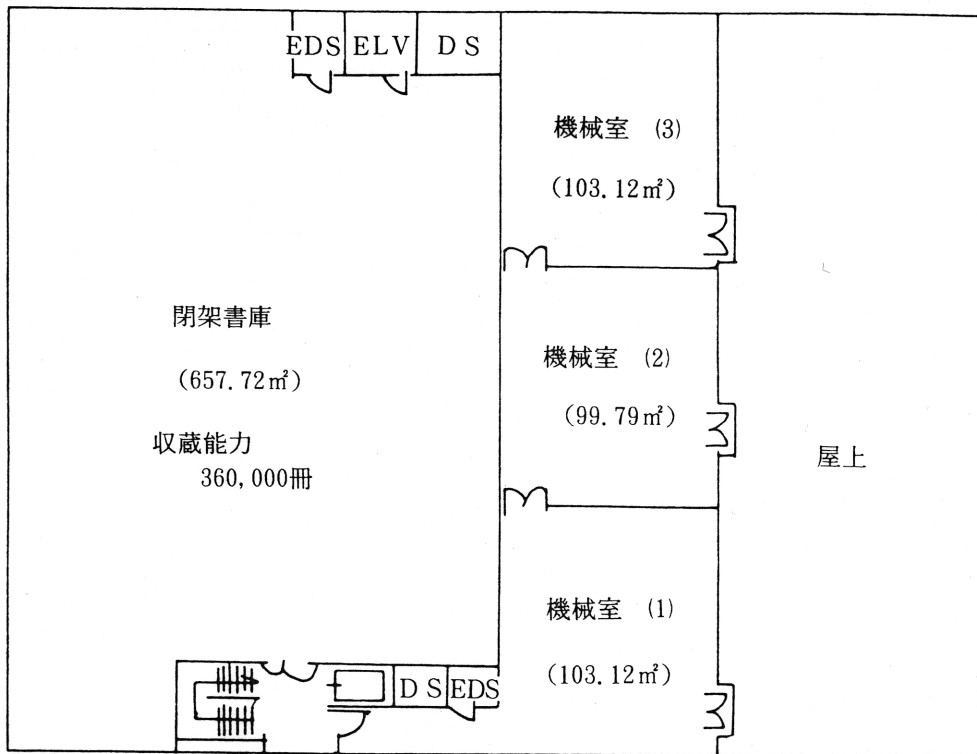 EDS ELV DS
機械室 (3)
(103.12㎡)
閉架書庫
(657.72㎡)
収蔵能力
360,000冊
機械室 (2)
(99.79㎡)
屋上
機械室 (1)
(103.12㎡)
DS EDS